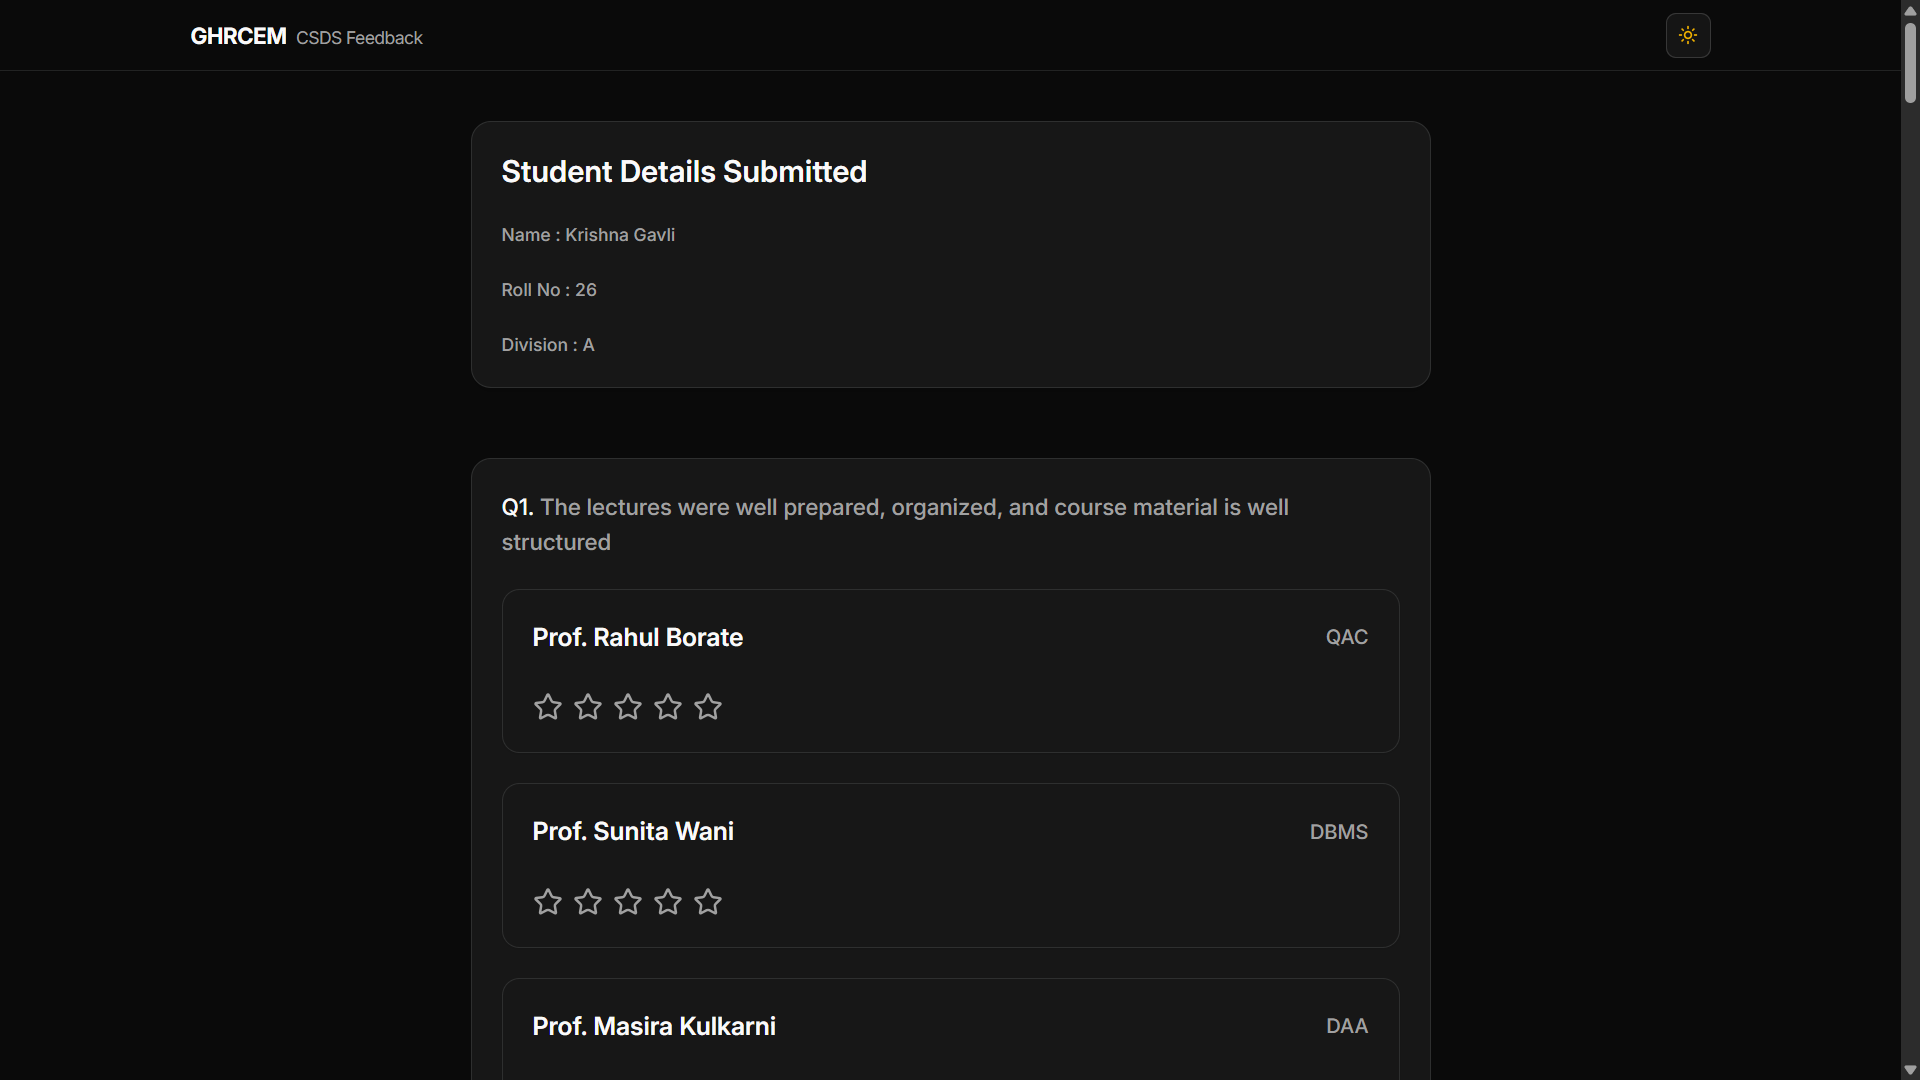 GHRCEM CSDS Feedback
Student Details Submitted
Name : Krishna Gavli
Roll No : 26
Division : A
Q1. The lectures were well prepared, organized, and course material is well
structured
Prof. Rahul Borate QAC
Prof. Sunita Wani DBMS
Prof. Masira Kulkarni DAA